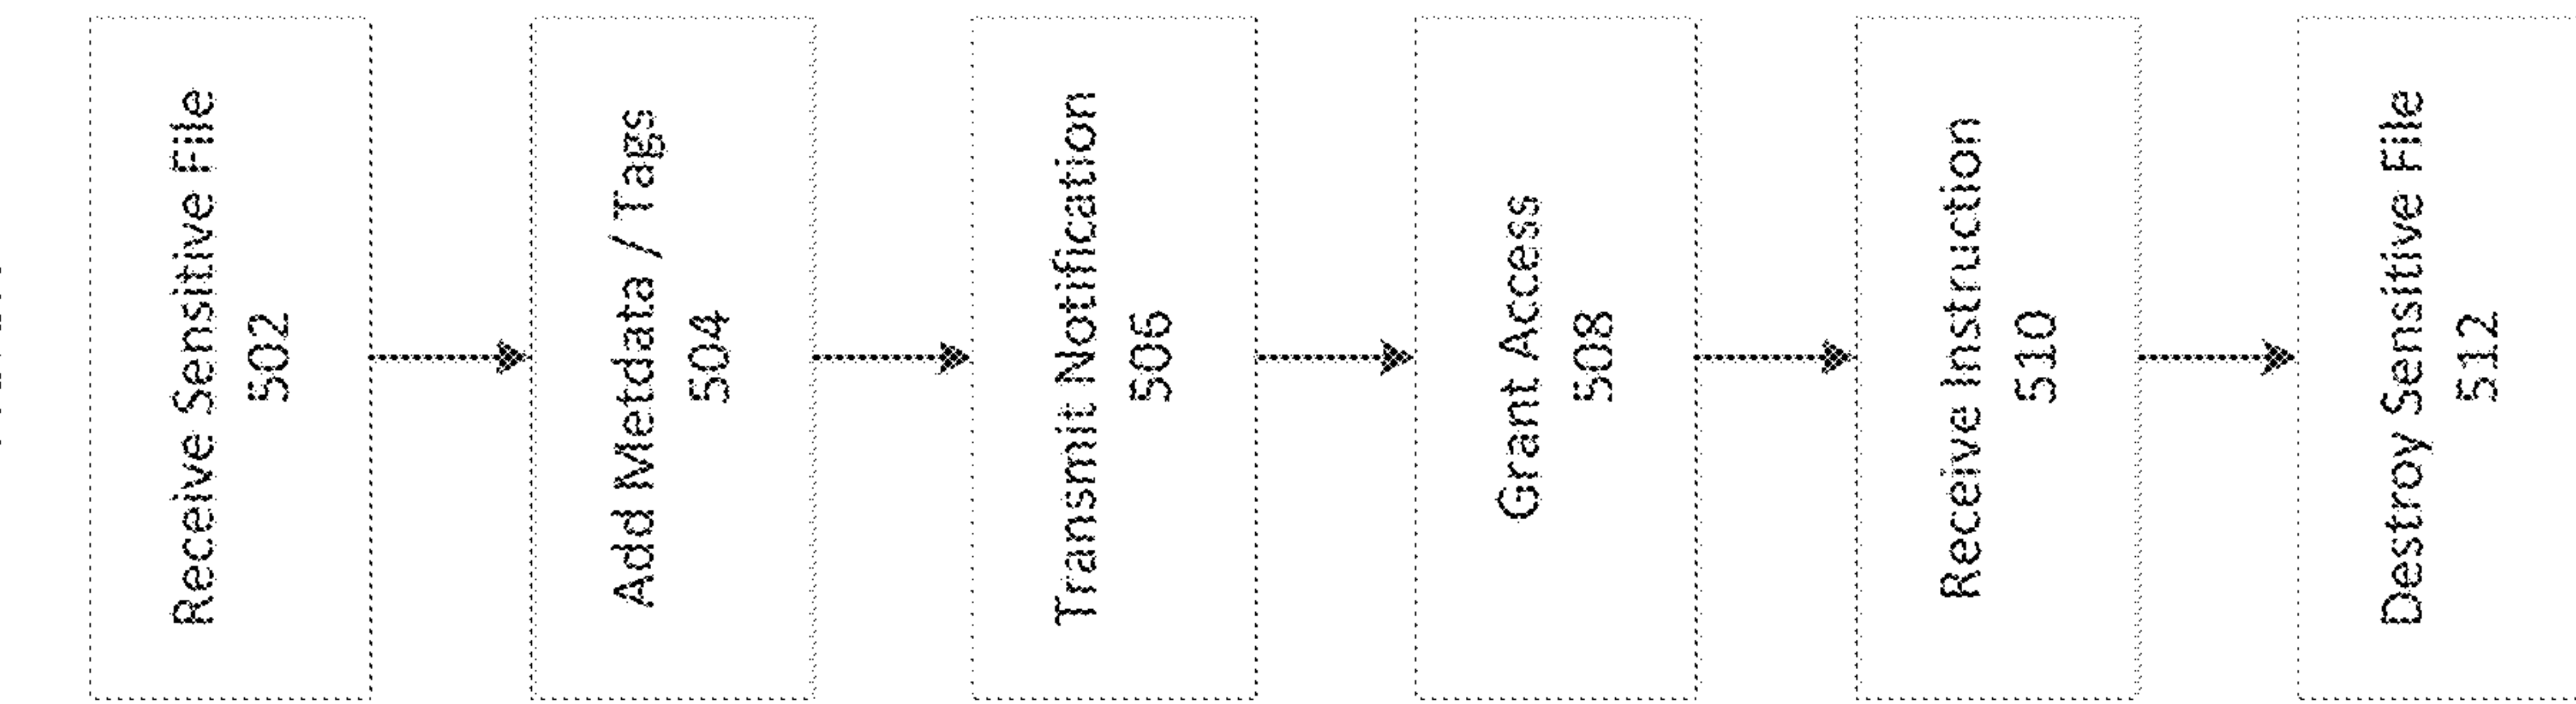 Receive Sensitive File
502
Add Metdata / Tags
504
Transmit Notification
506
Grant Access
508
Receive Instruction
510
Destroy Sensitive File
512